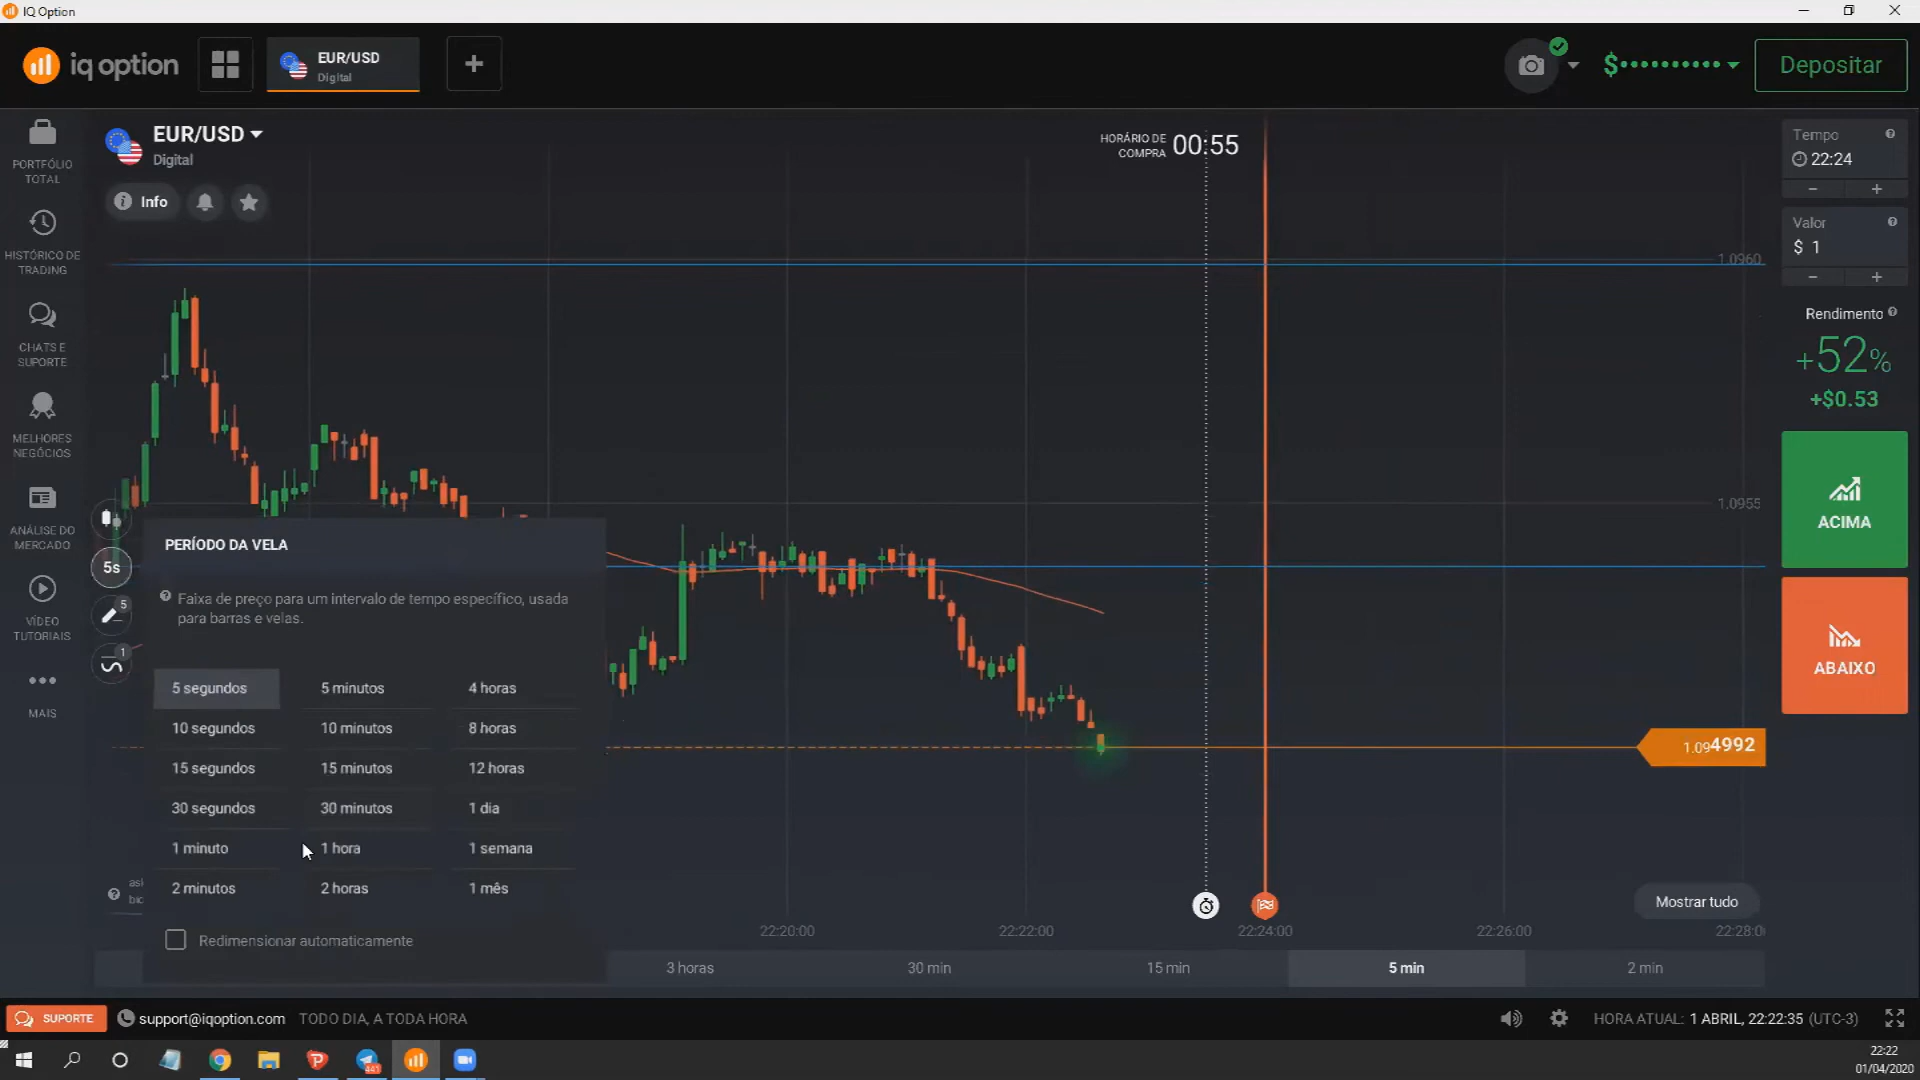 IQ Option
iq option
EUR/USD
Digital
+
$
Depositar
PORTFÓLIO
TOTAL
HISTÓRICO DE
TRADING
CHATS E
SUPORTE
MELHORES
NEGÓCIOS
ANÁLISE DO
MERCADO
VÍDEO
TUTORIAIS
MAIS
EUR/USD
Digital
Info
HORÁRIO DE
COMPRA
00:55
1.0960
1.0955
1.094992
5s
5
1
PERÍODO DA VELA
Faixa de preço para um intervalo de tempo específico, usada
para barras e velas.
5 segundos
5 minutos
4 horas
10 segundos
10 minutos
8 horas
15 segundos
15 minutos
12 horas
30 segundos
30 minutos
1 dia
1 minuto
1 hora
1 semana
2 minutos
2 horas
1 mês
Redimensionar automaticamente
Mostrar tudo
22:20:00
22:22:00
22:24:00
22:26:00
3 horas
30 min
15 min
5 min
2 min
Tempo
22:24
- +
Valor
$ 1
- +
Rendimento
+52%
+$0.53
ACIMA
ABAIXO
SUPORTE
support@iqoption.com
TODO DIA, A TODA HORA
HORA ATUAL: 1 ABRIL, 22:22:35 (UTC-3)
441
22:22
01/04/2020